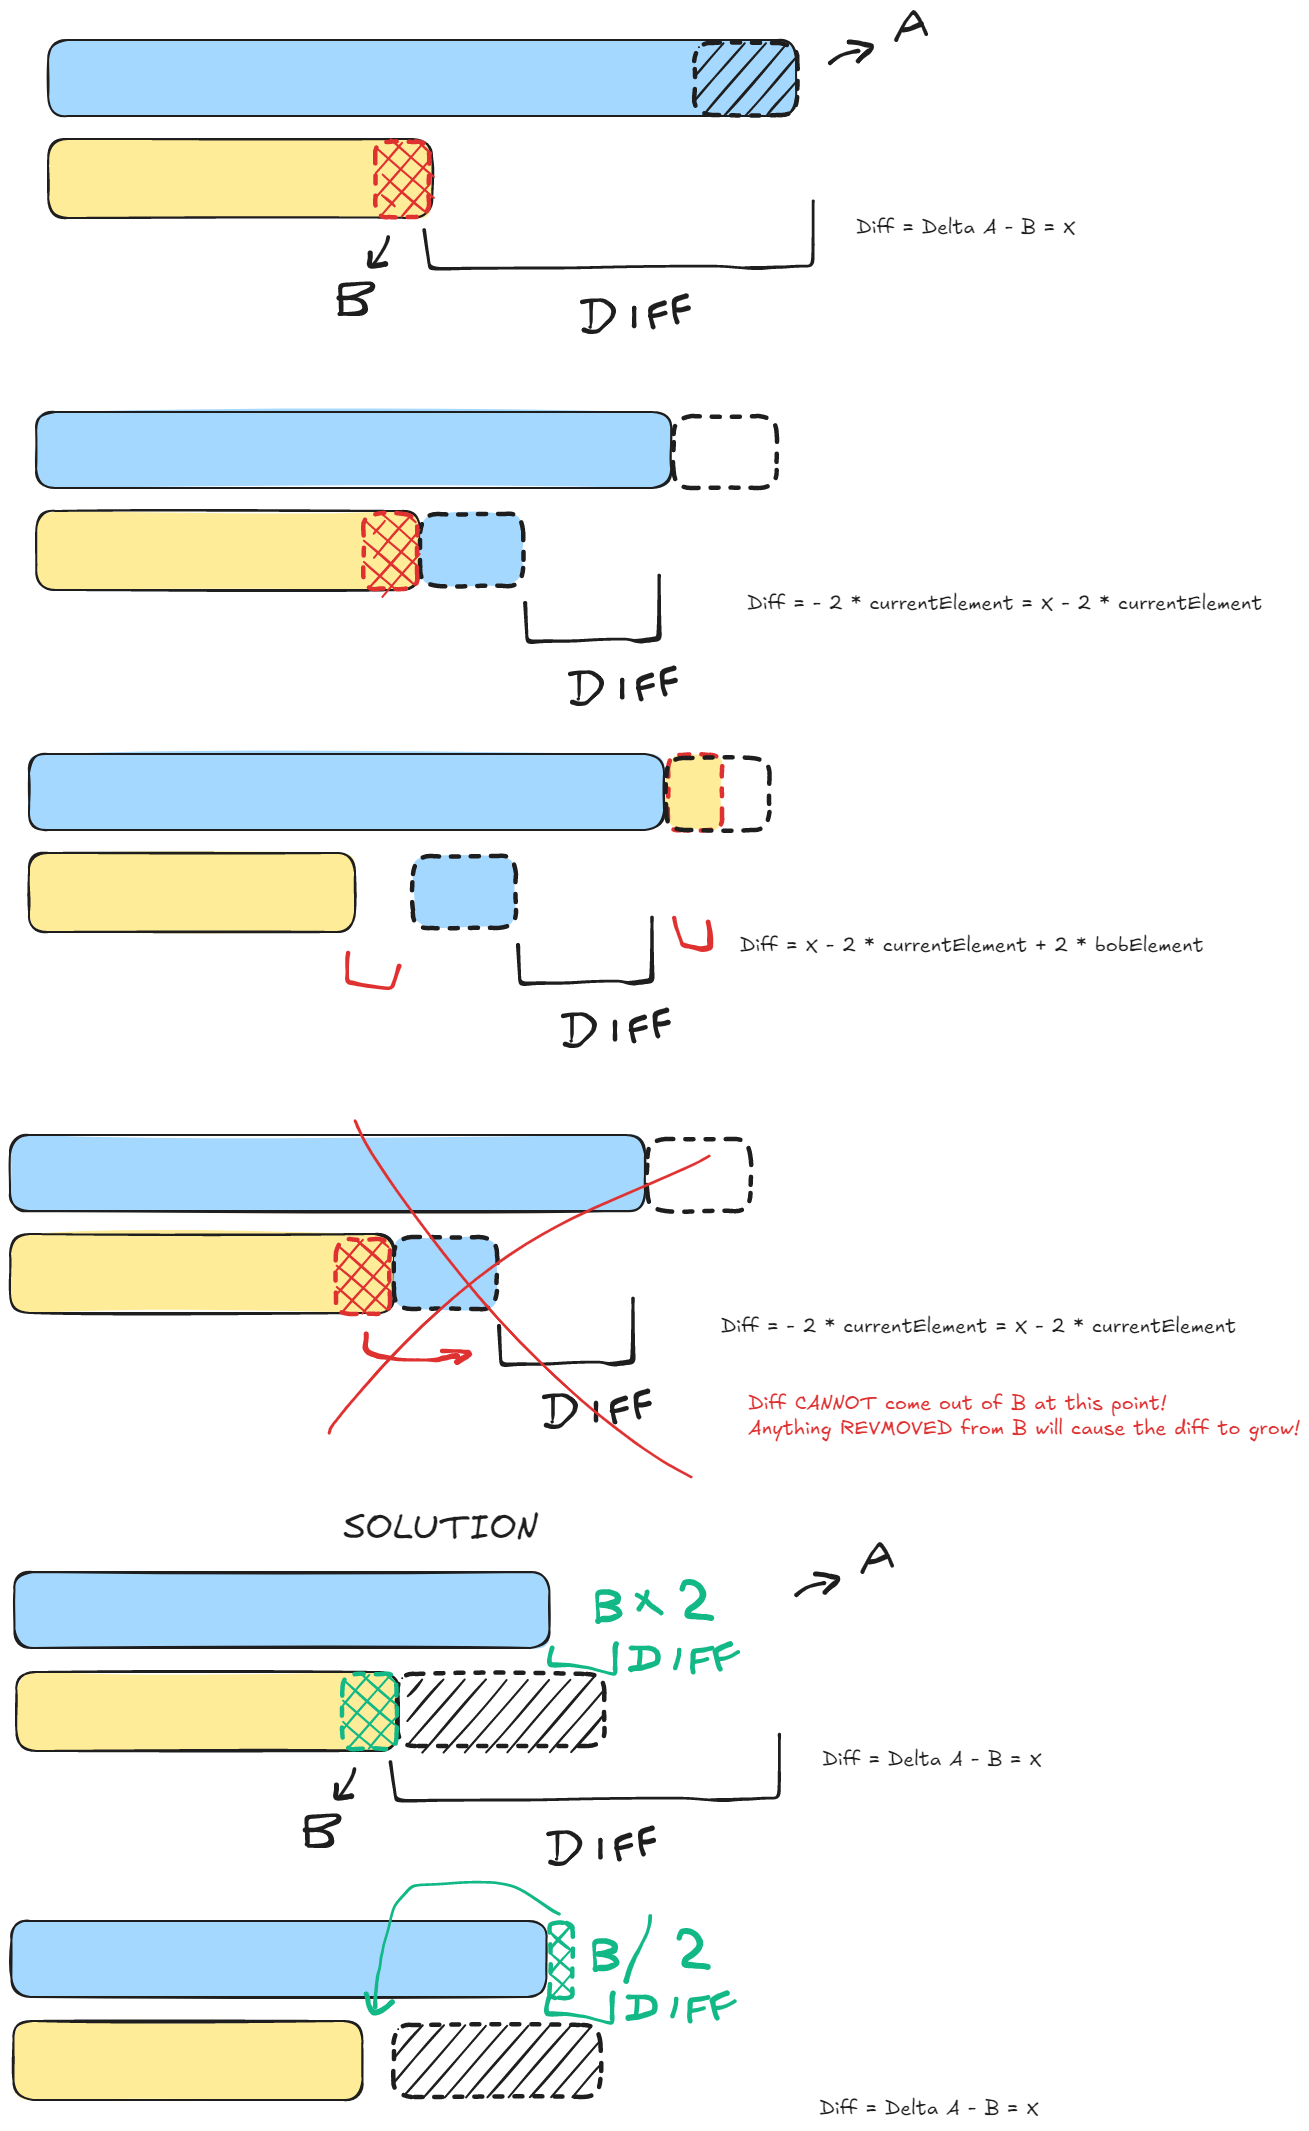 A
Diff = Delta A - B = x
B
DIFF
Diff = - 2 * currentElement = x - 2 * currentElement
DIFF
Diff = x - 2 * currentElement + 2 * bobElement
DIFF
Diff = - 2 * currentElement = x - 2 * currentElement
DIFF
Diff CANNOT come out of B at this point!
Anything REVMOVED from B will cause the diff to grow!
SOLUTION
A
B x 2
DIFF
Diff = Delta A - B = x
B
DIFF
B / 2
DIFF
Diff = Delta A - B = x